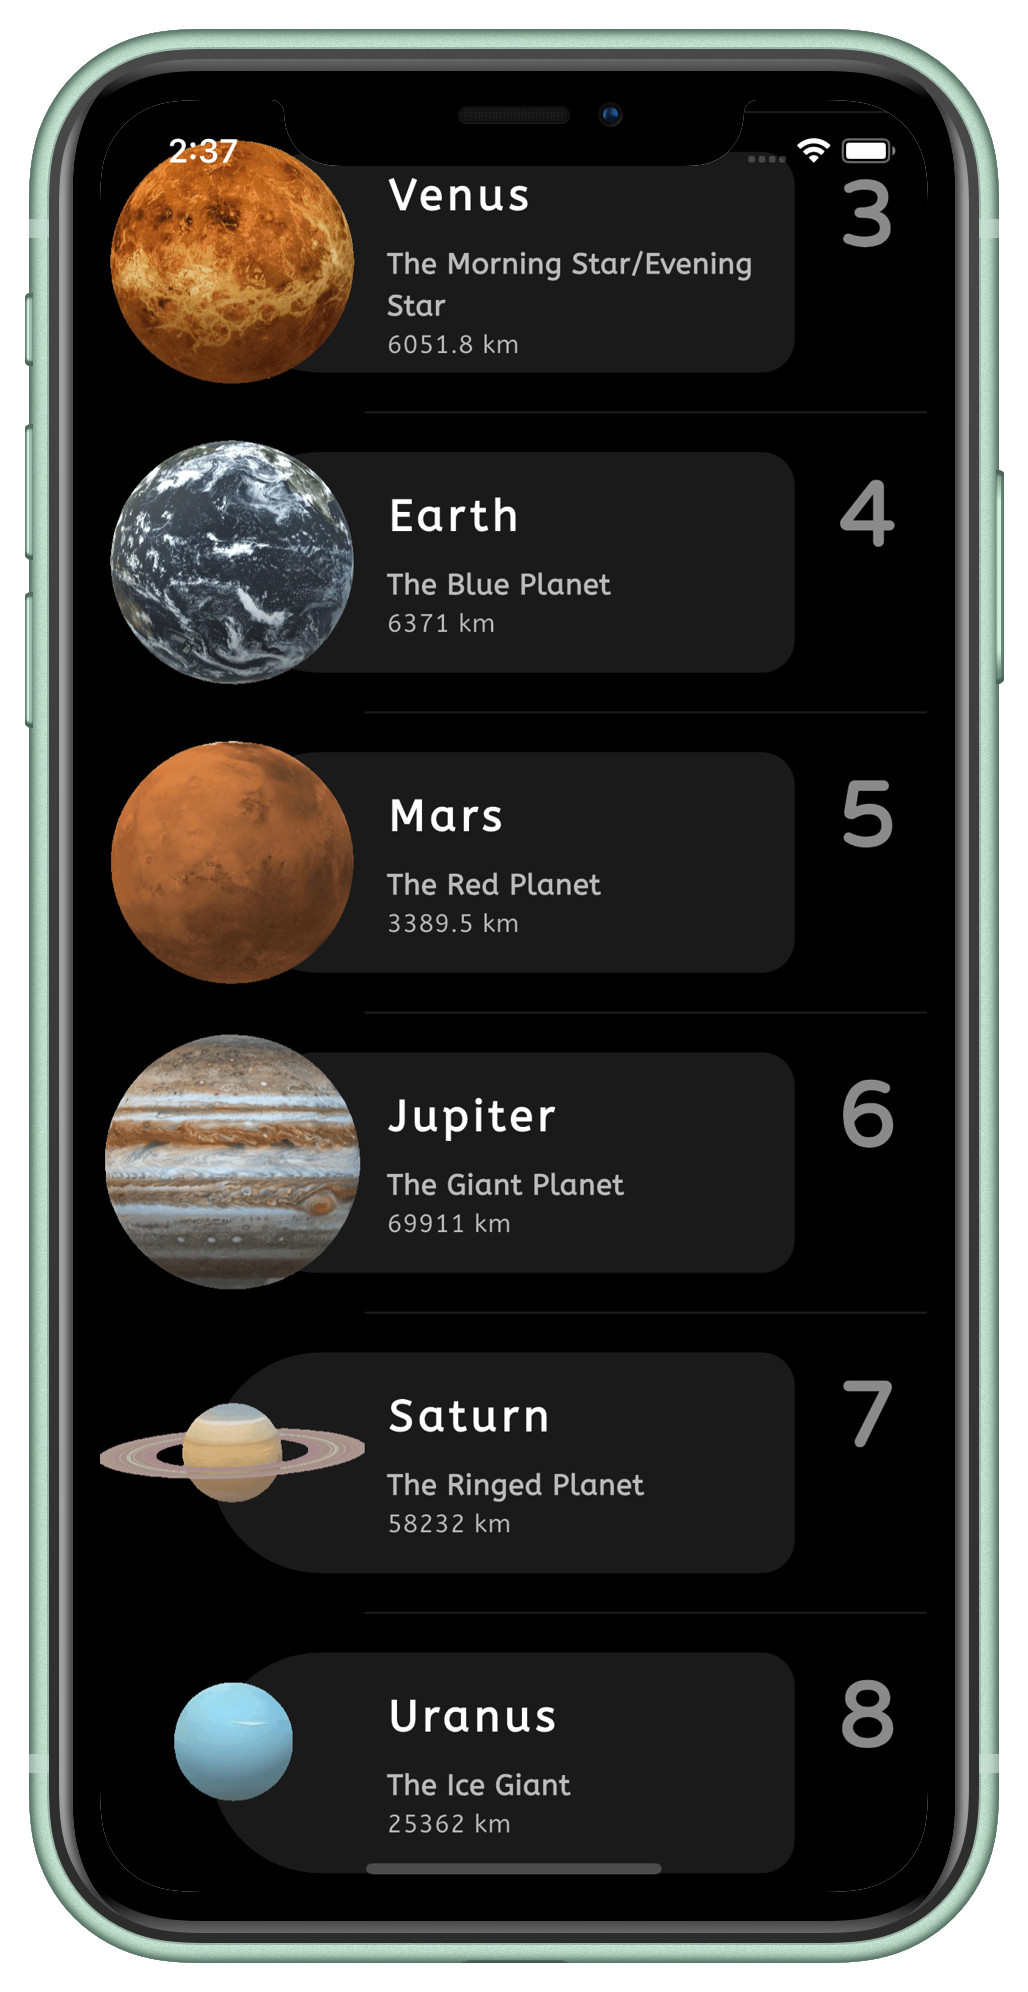 2:37
Venus
3
The Morning Star/Evening
Star
6051.8 km
Earth
4
The Blue Planet
6371 km
Mars
5
The Red Planet
3389.5 km
Jupiter
6
The Giant Planet
69911 km
Saturn
7
The Ringed Planet
58232 km
Uranus
8
The Ice Giant
25362 km